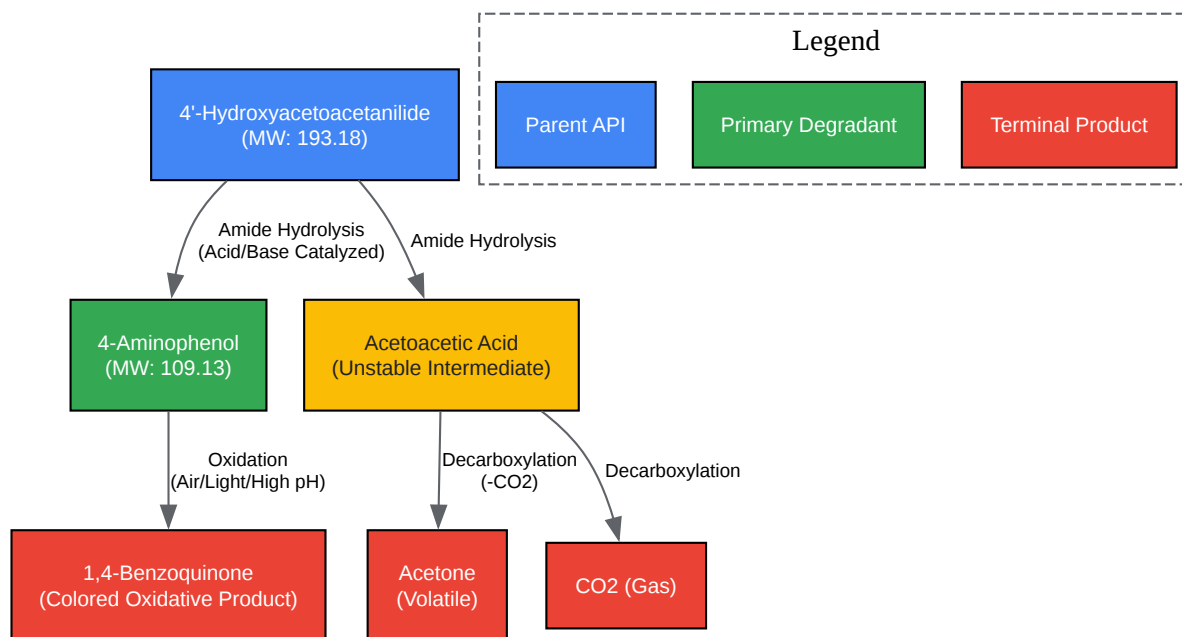 Legend
Parent API
Primary Degradant
Terminal Product
4'-Hydroxyacetoacetanilide
(MW: 193.18)
Amide Hydrolysis
(Acid/Base Catalyzed)
Amide Hydrolysis
4-Aminophenol
(MW: 109.13)
Acetoacetic Acid
(Unstable Intermediate)
Oxidation
(Air/Light/High pH)
Decarboxylation
(-CO2)
Decarboxylation
1,4-Benzoquinone
(Colored Oxidative Product)
Acetone
(Volatile)
CO2 (Gas)